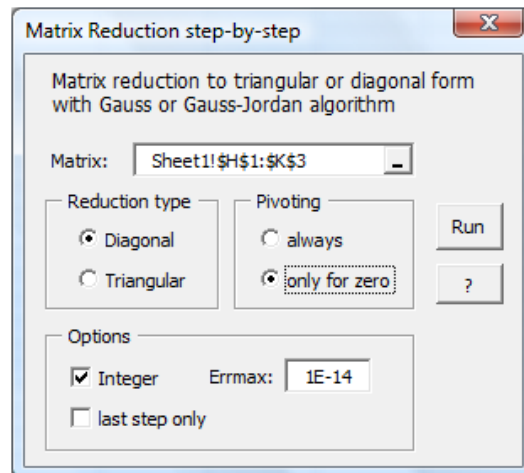 Matrix Reduction step-by-step
X
Matrix reduction to triangular or diagonal form
with Gauss or Gauss-Jordan algorithm
Matrix: Sheet1!$H$1:$K$3 _
Reduction type
Diagonal
Triangular
Pivoting
always
only for zero
Run
?
Options
Integer Errmax: 1E-14
last step only